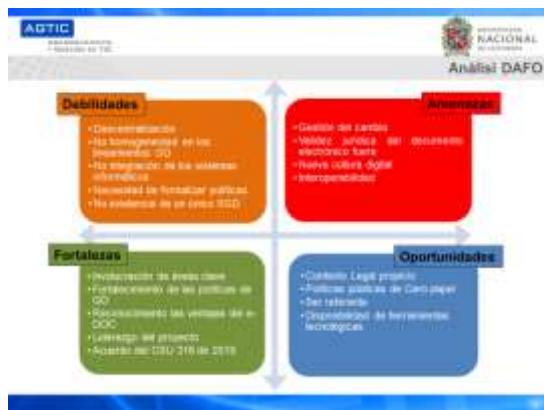 AGTIC
NACIONAL
Análisi DAFO
Debilidades
• Descentralización
• No homogeneidad en los
lineamientos GD
• No integración de los sistemas
informáticos
• Necesidad de formalizar políticas
• No existencia de un único SGD
Amenazas
• Gestión del cambio
• Validez jurídica del documento
electrónico fuera
• Nueva cultura digital
• Interoperabilidad
Fortalezas
• Involucración de áreas clave
• Fortalecimiento de las políticas de
GD
• Reconocimiento las ventajas del e-
DOC
• Liderazgo del proyecto
• Acuerdo del CSU 216 de 2015
Oportunidades
• Contexto Legal propicio
• Políticas públicas de Cero papel
• Ser referente
• Disponibilidad de herramientas
tecnológicas